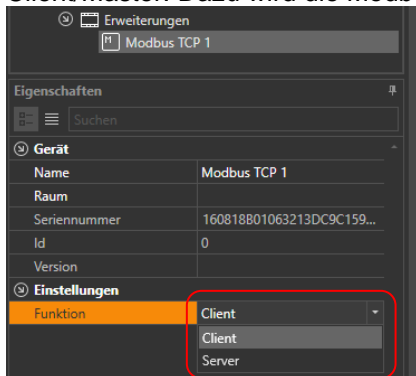 Erweiterungen
M Modbus TCP 1
Eigenschaften
Suchen
Gerät
Name Modbus TCP 1
Raum
Seriennummer 160818B01063213DC9C159...
Id 0
Version
Einstellungen
Funktion Client
Client
Server